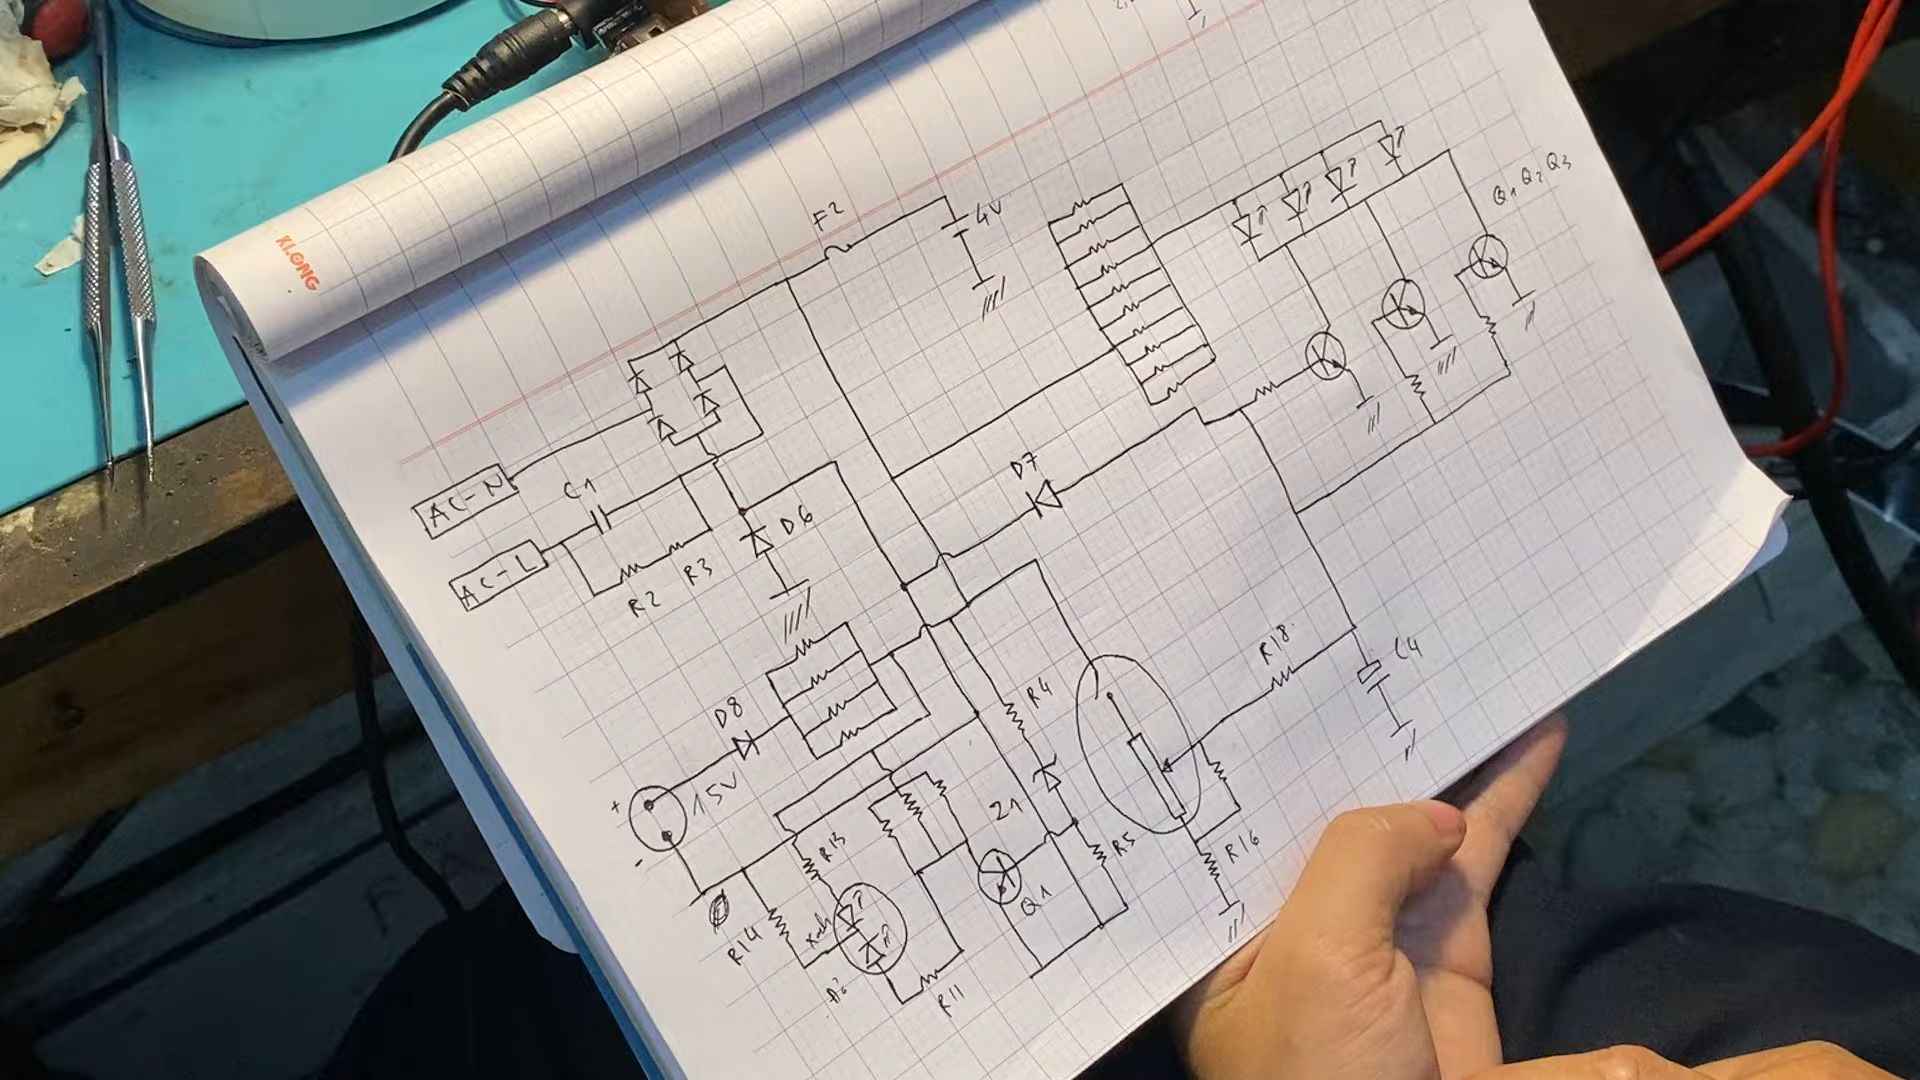 KLONG
F2
4V
Q1 Q2 Q3
AC-N
C1
AC-L
R2
R3
D6
D7
D8
15V
+
-
R4
R18
C4
Z1
R13
R5
R16
Q1
R14
Xanh
R11